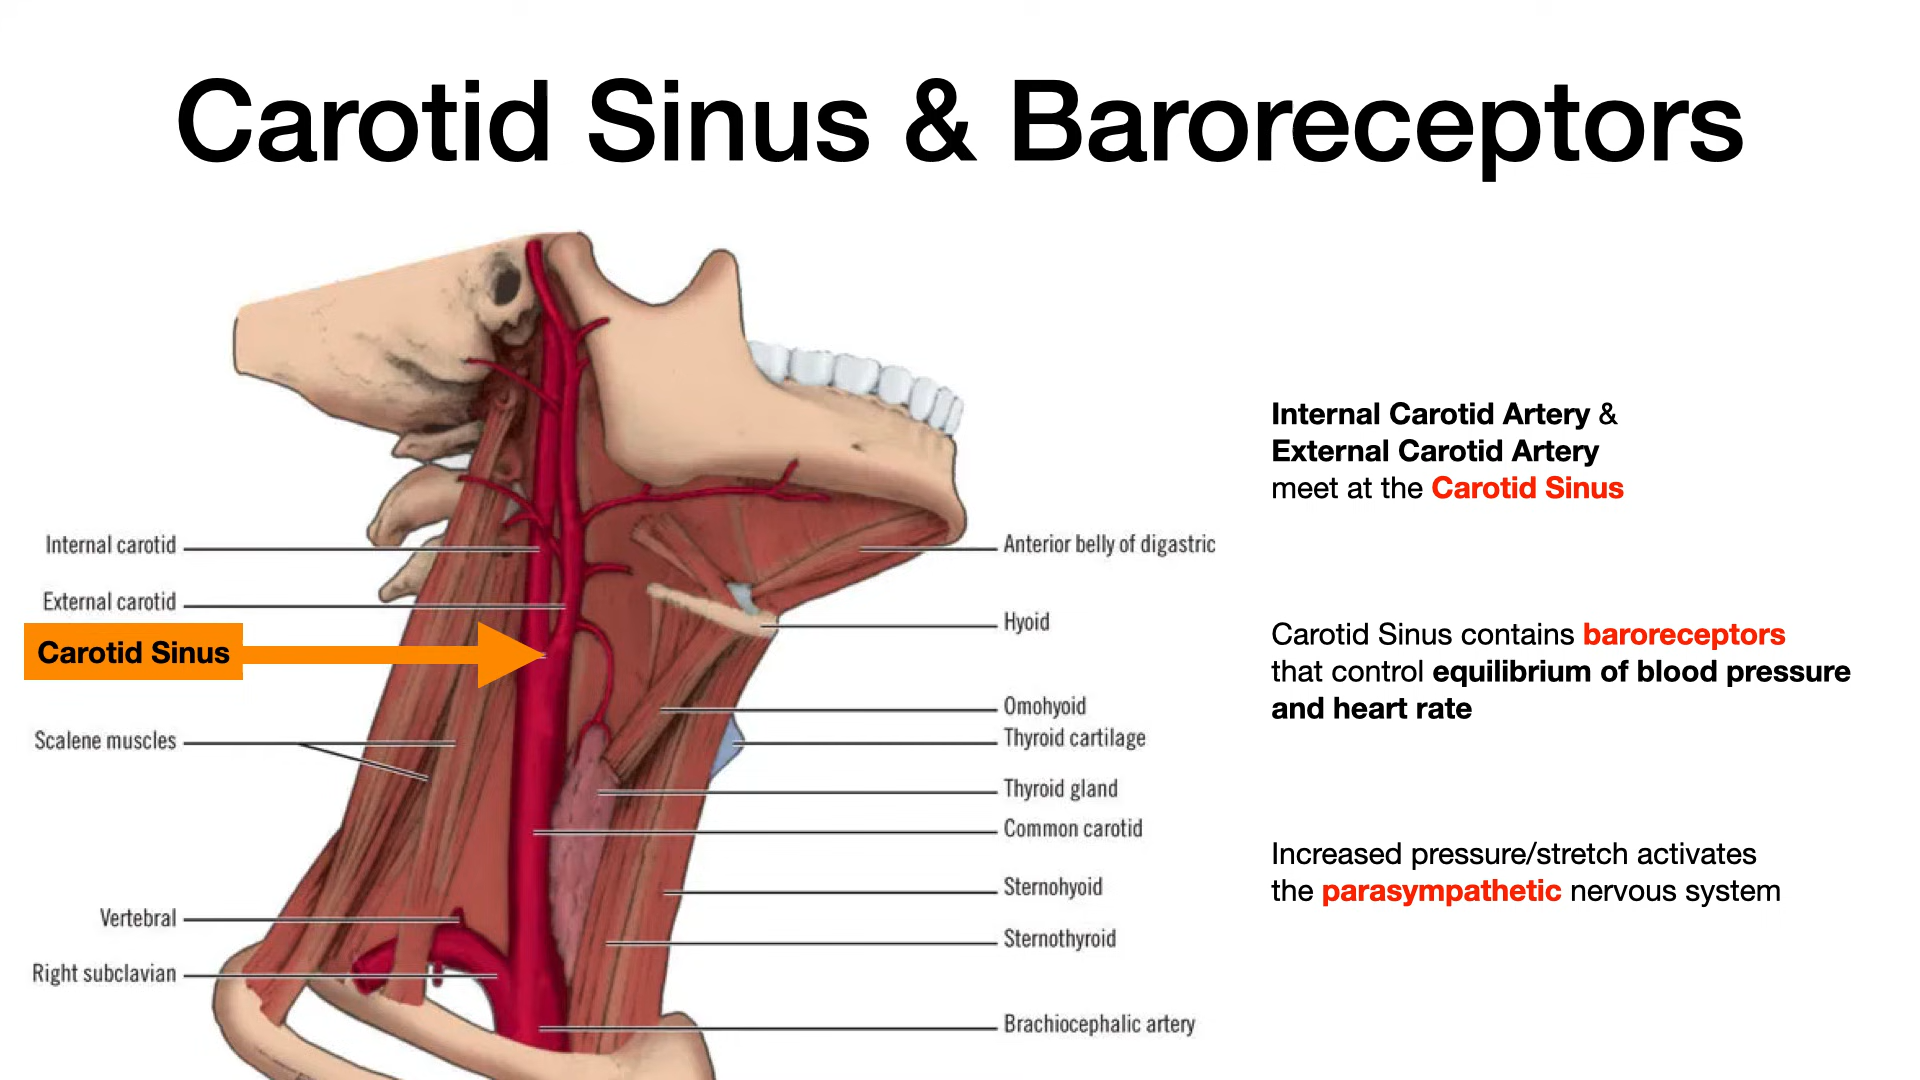 Carotid Sinus & Baroreceptors
Internal carotid
External carotid
Carotid Sinus
Scalene muscles
Vertebral
Right subclavian
Anterior belly of digastric
Hyoid
Omohyoid
Thyroid cartilage
Thyroid gland
Common carotid
Sternohyoid
Sternothyroid
Brachiocephalic artery
Internal Carotid Artery &
External Carotid Artery
meet at the Carotid Sinus
Carotid Sinus contains baroreceptors
that control equilibrium of blood pressure
and heart rate
Increased pressure/stretch activates
the parasympathetic nervous system